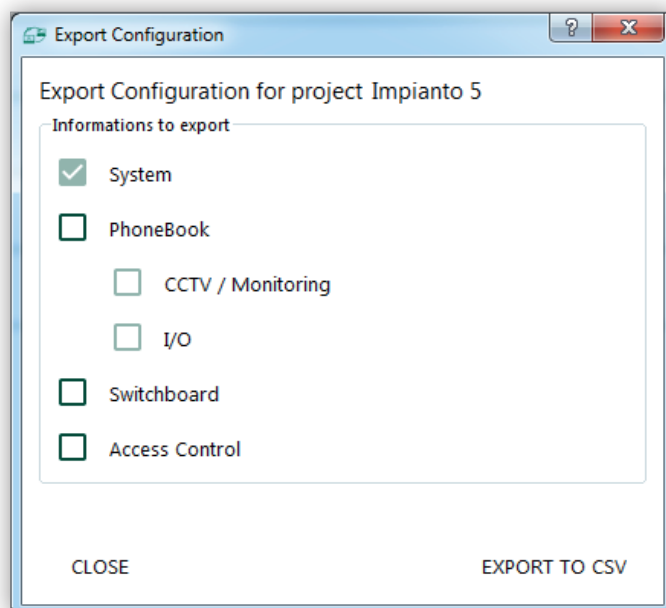 Export Configuration
?
Export Configuration for project Impianto 5
Informations to export
System
PhoneBook
CCTV / Monitoring
I/O
Switchboard
Access Control
CLOSE EXPORT TO CSV